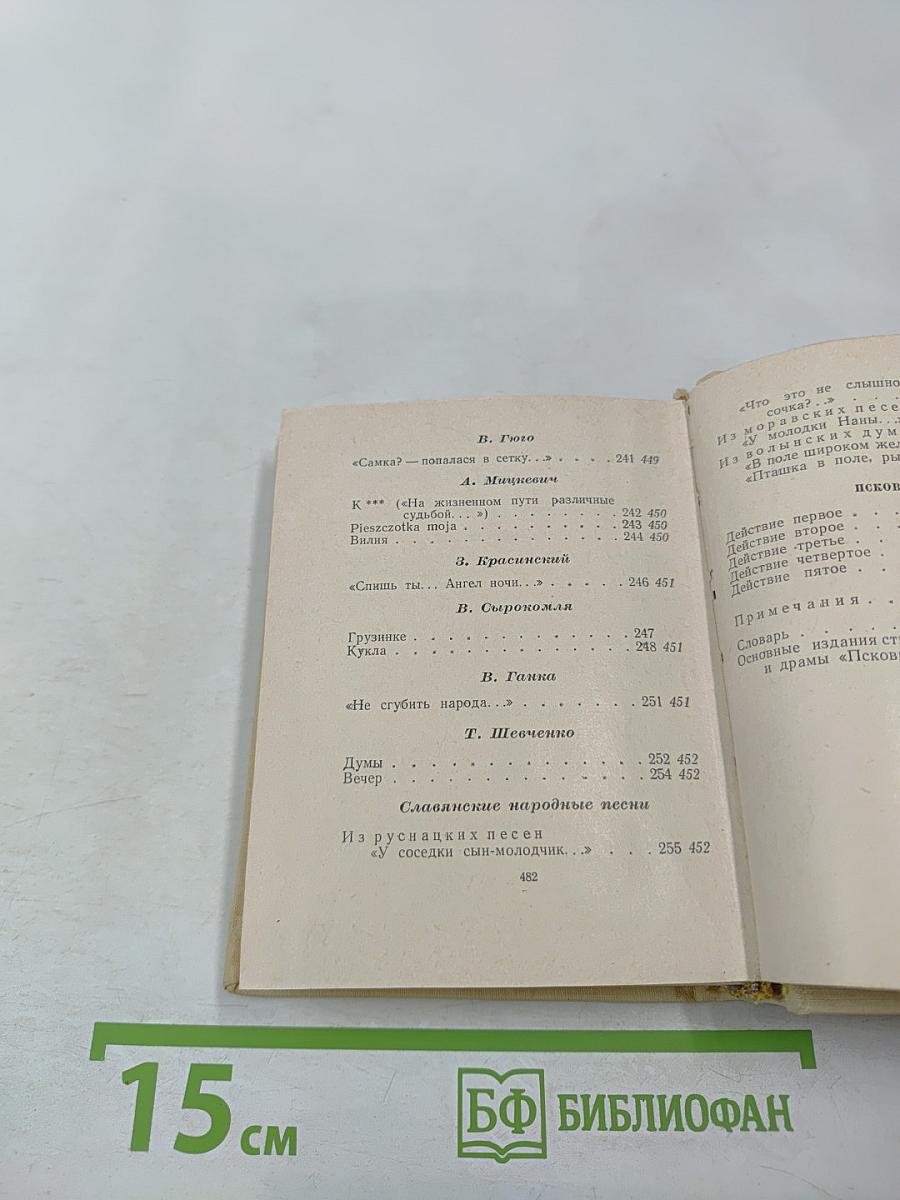 В. Гюго
«Самка? — попалася в сетку. . .» . . . . 241 449
А. Мицкевич
К *** («На жизненном пути различные
судьбой. . . ») . . . . . . . . 242 450
Pieszczotka moja . . . . . . . . . . 243 450
Вилия . . . . . . . . . . . . . . 244 450
З. Красинский
«Спишь ты. . . Ангел ночи. . .» . . . . . 246 451
В. Сырокомля
Грузинке . . . . . . . . . . . . . 247
Кукла . . . . . . . . . . . . . . 248 451
В. Ганка
«Не сгубить народа. . .» . . . . . . . 251 451
Т. Шевченко
Думы . . . . . . . . . . . . . . 252 452
Вечер . . . . . . . . . . . . . . 254 452
Славянские народные песни
Из руснацких песен
«У соседки сын-молодчик. . .» . . . 255 452
482
«Что это не слышно
сочка?. .» . . .
Из моравских песе
«У молодки Наны. . .»
Из волынских дум
«В поле широком жел
«Пташка в поле, ры
ПСКОВ
Действие первое . .
Действие второе . .
Действие третье . .
Действие четвертое .
Действие пятое . .
Примечания . .
Словарь . . . . .
Основные издания ст
и драмы «Пскови
15 см
БФ БИБЛИОФАН